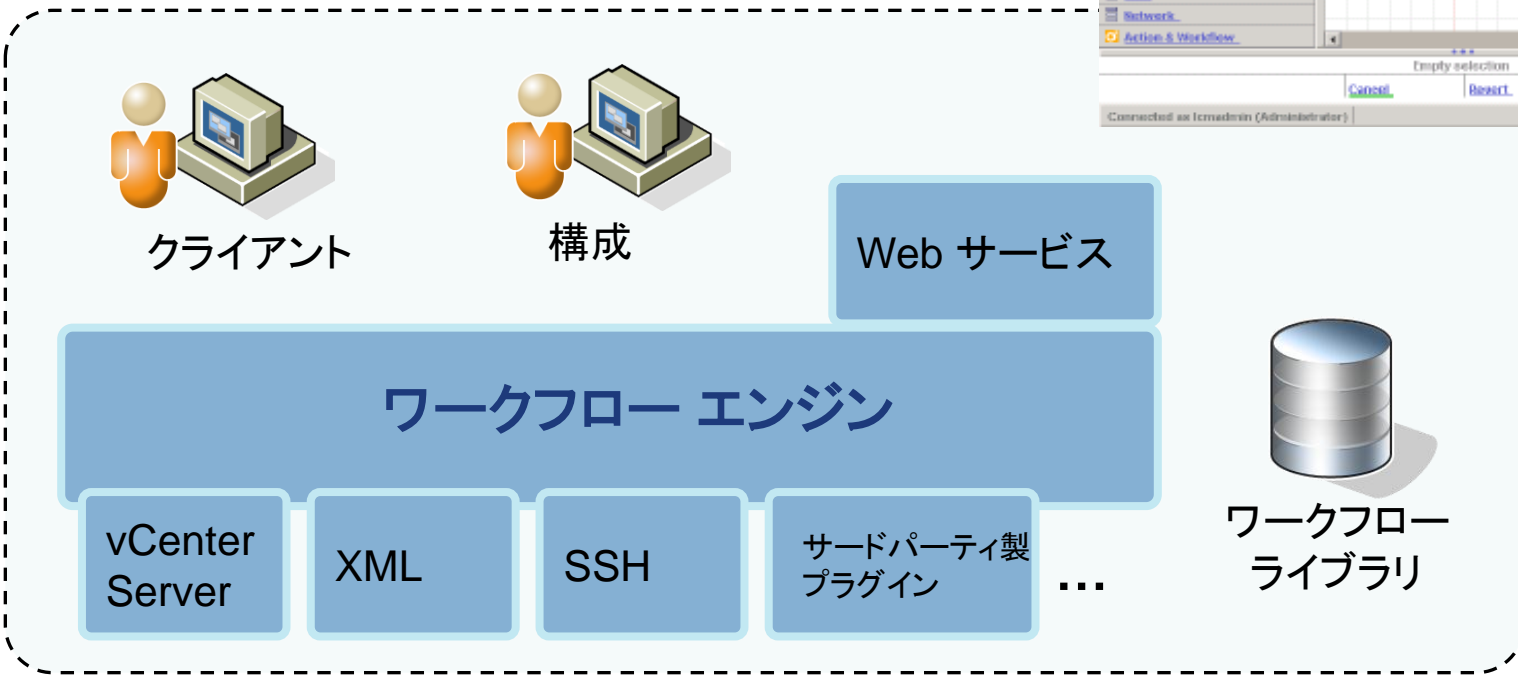 Network
Action & Workflow
Empty selection
Cancel
Revert
Connected as lcmadmin (Administrator)
クライアント
構成
Web サービス
ワークフロー エンジン
vCenter
Server
XML
SSH
サードパーティ製
プラグイン
...
ワークフロー
ライブラリ